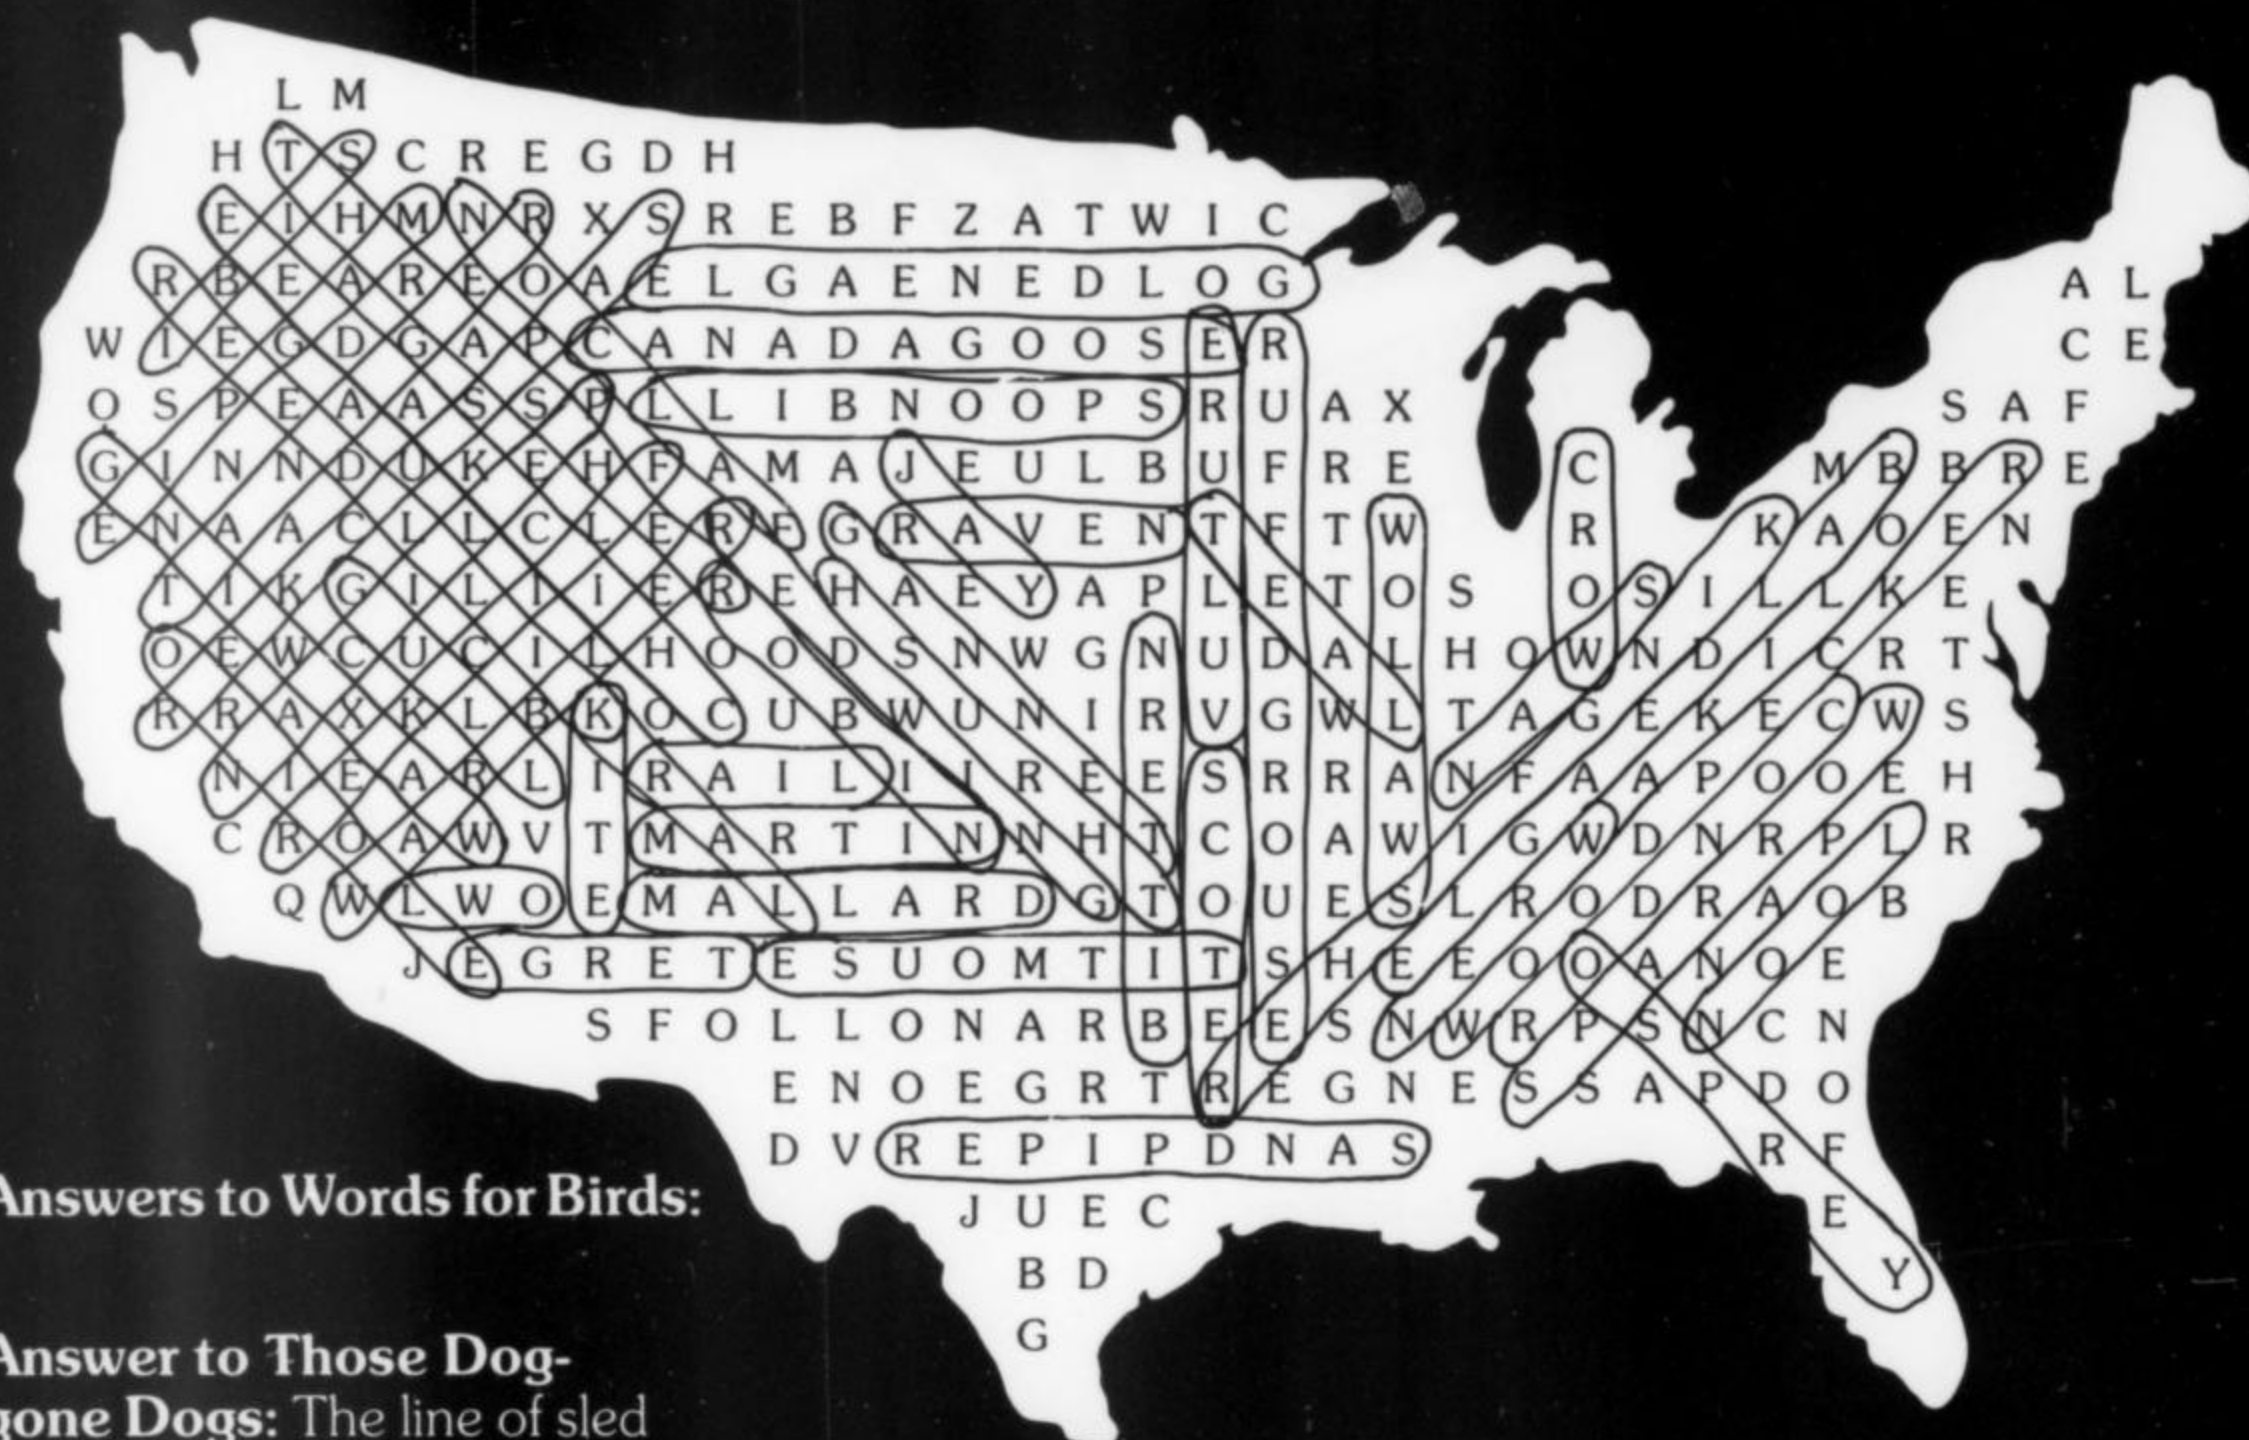 L M
H T S C R E G D H
E I H M N R X S R E B F Z A T W I C
R B E A R E O A E L G A E N E D L O G A L
W I E G D G A P C A N A D A G O O S E R C E
O S P E A A S S P L L I B N O O P S R U A X S A F
G I N N D U K E H F A M A J E U L B U F R E C M B B R E
E N A A C L L C L E R E G R A V E N T F T W R K A O E N
T I K G I L I I E R E H A E Y A P L E T O S O S I L L K E
O E W C U C I L H O O D S N W G N U D A L H O W N D I C R T
R R A X K L B K O C U B W U N I R V G W L T A G E K E C W S
N I E A R L I R A I L I I R E E S R R A N F A A P O O E H
C R O A W V T M A R T I N N H T C O A W I G W D N R P L R
Q W L W O E M A L L A R D G T O U E S L R O D R A O B
J E G R E T E S U O M T I T S H E E O O A N O E
S F O L L O N A R B E E S N W R P S N C N
E N O E G R T R E G N E S S A P D O
D V R E P I P D N A S R F
J U E C E
B D Y
G
Answers to Words for Birds:
Answer to Those Dog-
gone Dogs: The line of sled